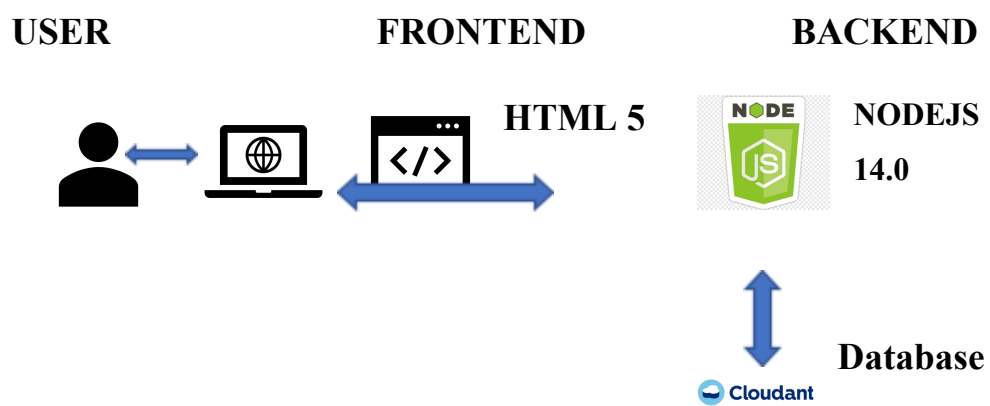 USER
FRONTEND
BACKEND
HTML 5
</>
NODE
JS
NODEJS
14.0
Database
Cloudant